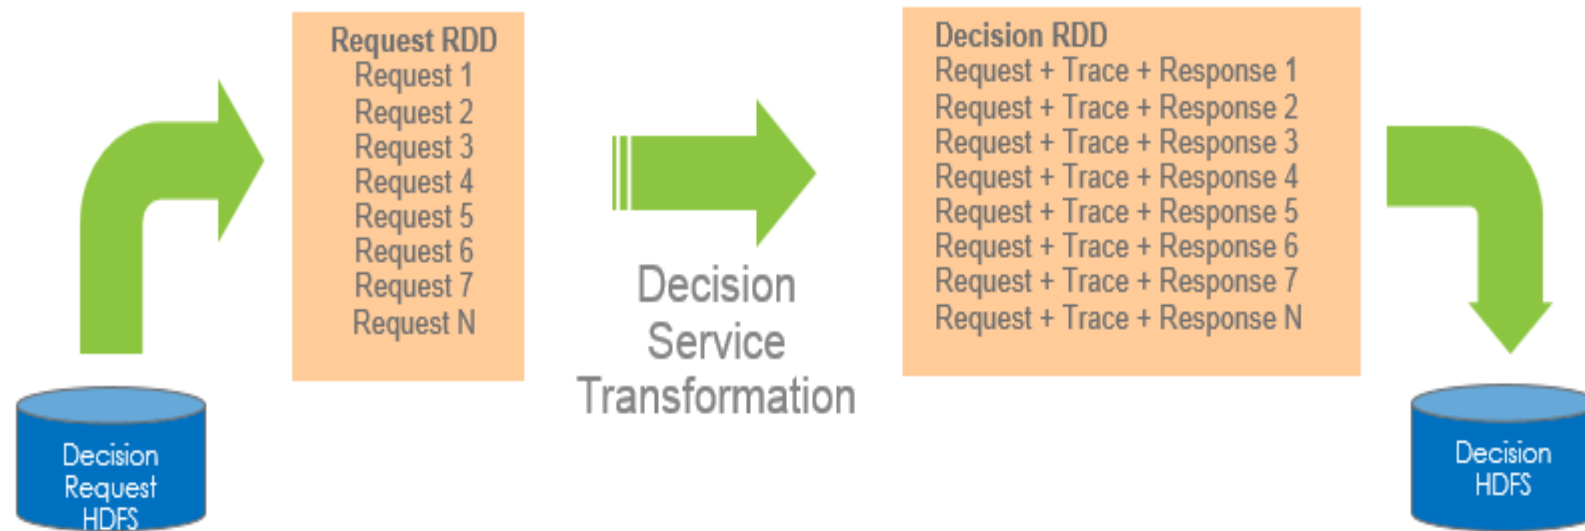 Request RDD
Request 1
Request 2
Request 3
Request 4
Request 5
Request 6
Request 7
Request N
Decision
Service
Transformation
Decision RDD
Request + Trace + Response 1
Request + Trace + Response 2
Request + Trace + Response 3
Request + Trace + Response 4
Request + Trace + Response 5
Request + Trace + Response 6
Request + Trace + Response 7
Request + Trace + Response N
Decision
Request
HDFS
Decision
HDFS